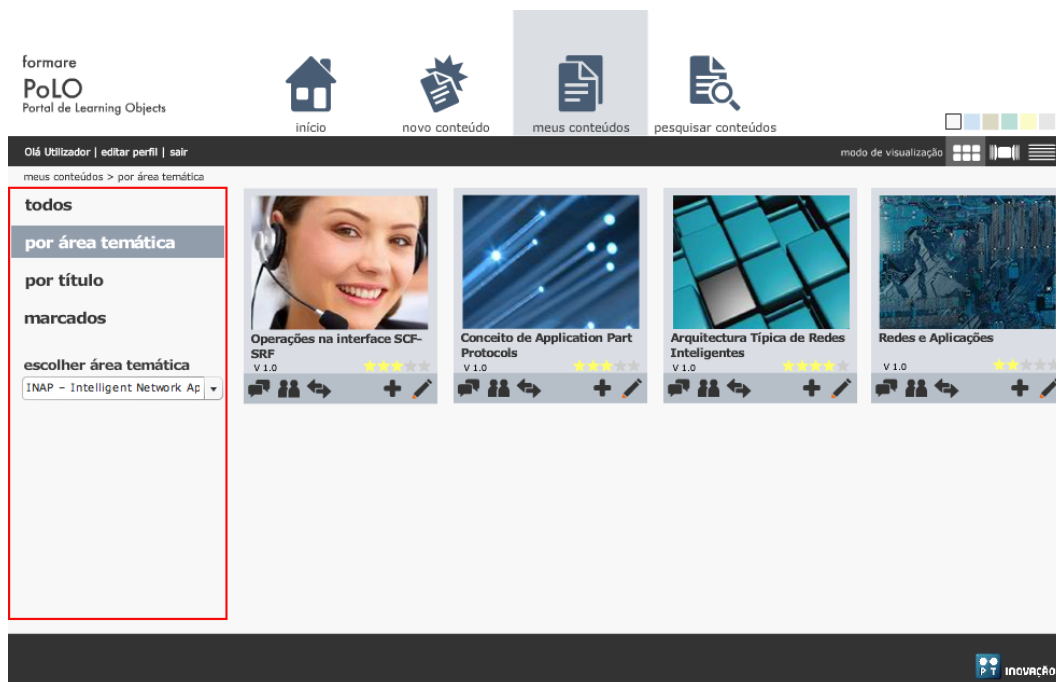 formare
PoLO
Portal de Learning Objects
início
novo conteúdo
meus conteúdos
pesquisar conteúdos
Olá Utilizador | editar perfil | sair
modo de visualização
meus conteúdos > por área temática
todos
por área temática
por título
marcados
escolher área temática
INAP - Intelligent Network Ap
Operações na interface SCF-
SRF
V 1.0
Conceito de Application Part
Protocols
V 1.0
Arquitectura Típica de Redes
Inteligentes
V 1.0
Redes e Aplicações
V 1.0
PT inovação